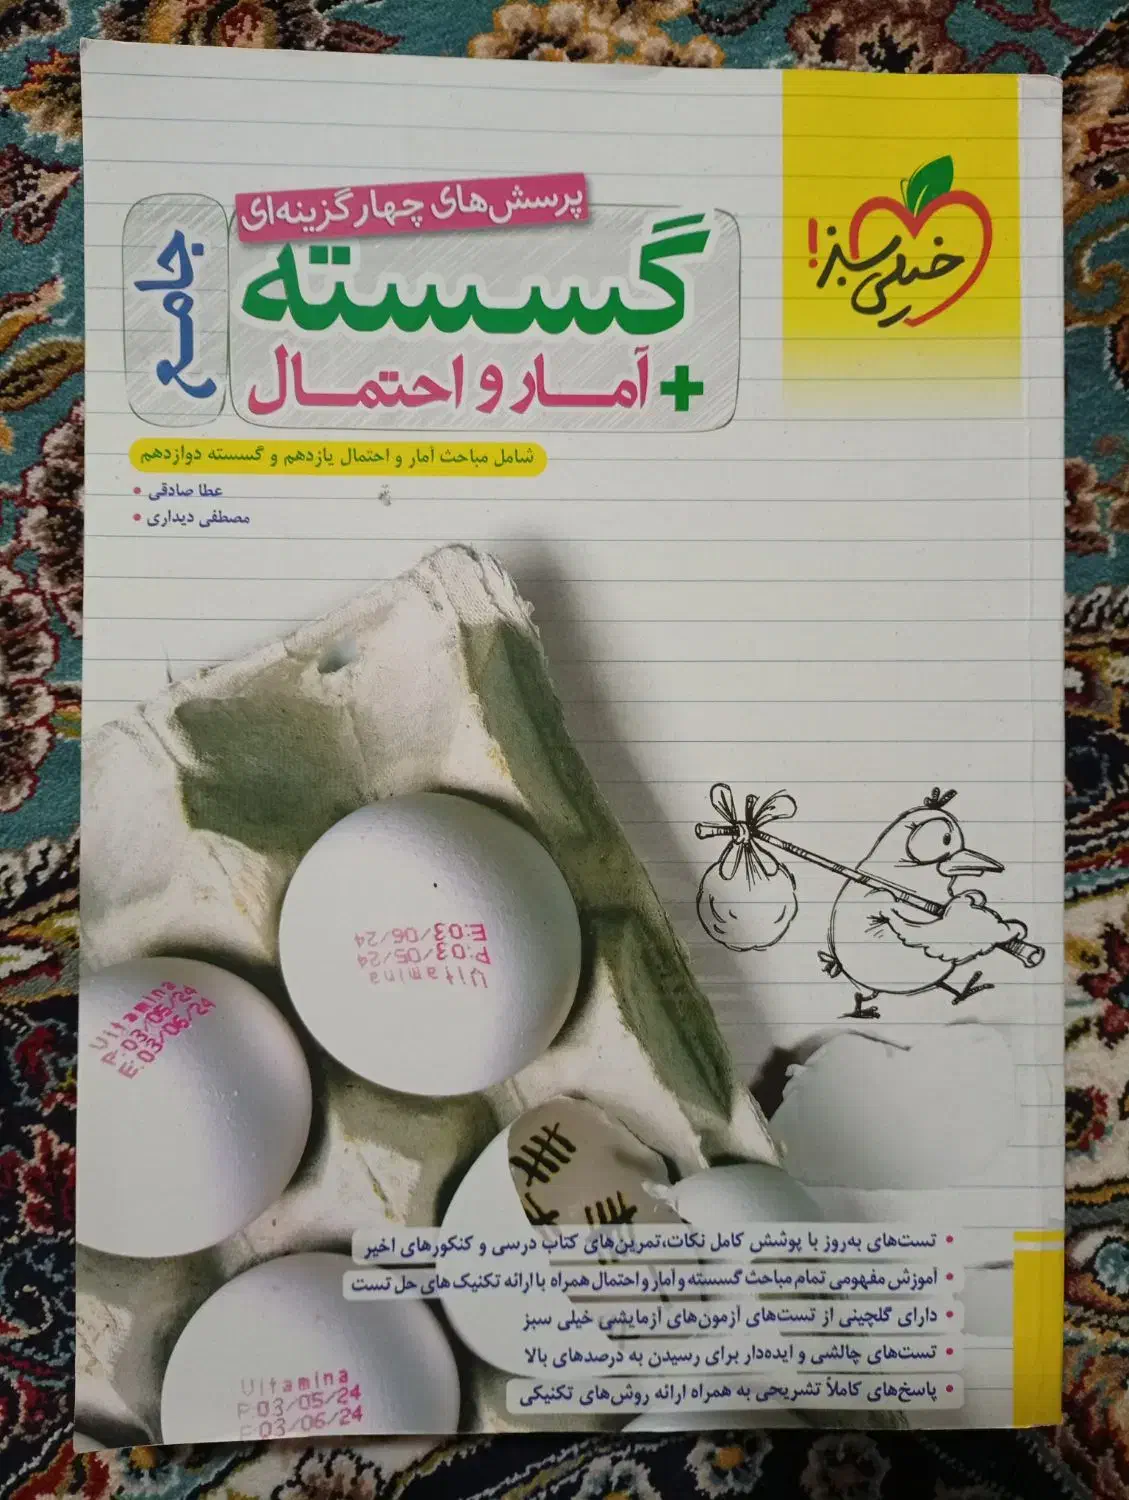 خیلی سبز!
پرسش‌های چهارگزینه‌ای
گسسته
+ آمار و احتمال
جامع
شامل مباحث آمار و احتمال یازدهم و گسسته دوازدهم
• عطا صادقی
• مصطفی دیداری
Vitamina
P:03/05/24
E:03/06/24
Vitamina
P:03/05/24
E:03/06/24
• تست‌های به‌روز با پوشش کامل نکات، تمرین‌های کتاب درسی و کنکورهای اخیر
• آموزش مفهومی تمام مباحث گسسته و آمار و احتمال همراه با ارائه تکنیک‌های حل تست
• دارای گلچینی از تست‌های آزمون‌های آزمایشی خیلی سبز
• تست‌های چالشی و ایده‌دار برای رسیدن به درصدهای بالا
• پاسخ‌های کاملاً تشریحی به همراه ارائه روش‌های تکنیکی
Vitamina
P:03/05/24
E:03/06/24